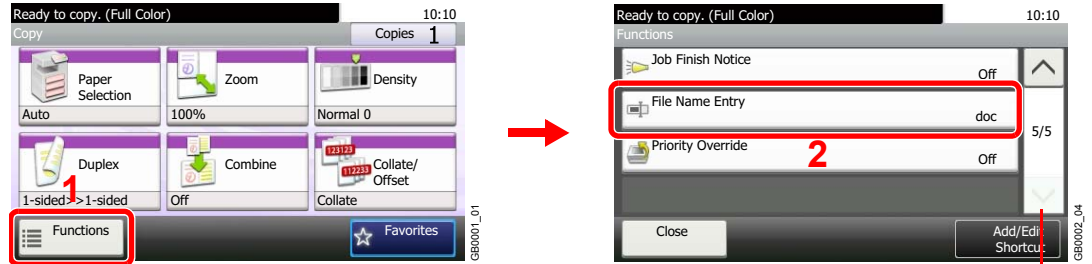 Ready to copy. (Full Color)
10:10
Copy
Copies 1
Paper
Selection
Auto
Zoom
100%
Density
Normal 0
Duplex
1-sided>>1-sided
Combine
Off
123123
112233
Collate/
Offset
Collate
1
Functions
Favorites
GB0001_01
Ready to copy. (Full Color)
10:10
Functions
Job Finish Notice
Off
File Name Entry
doc
5/5
Priority Override
Off
2
Close
Add/Edit
Shortcut
GB0002_04